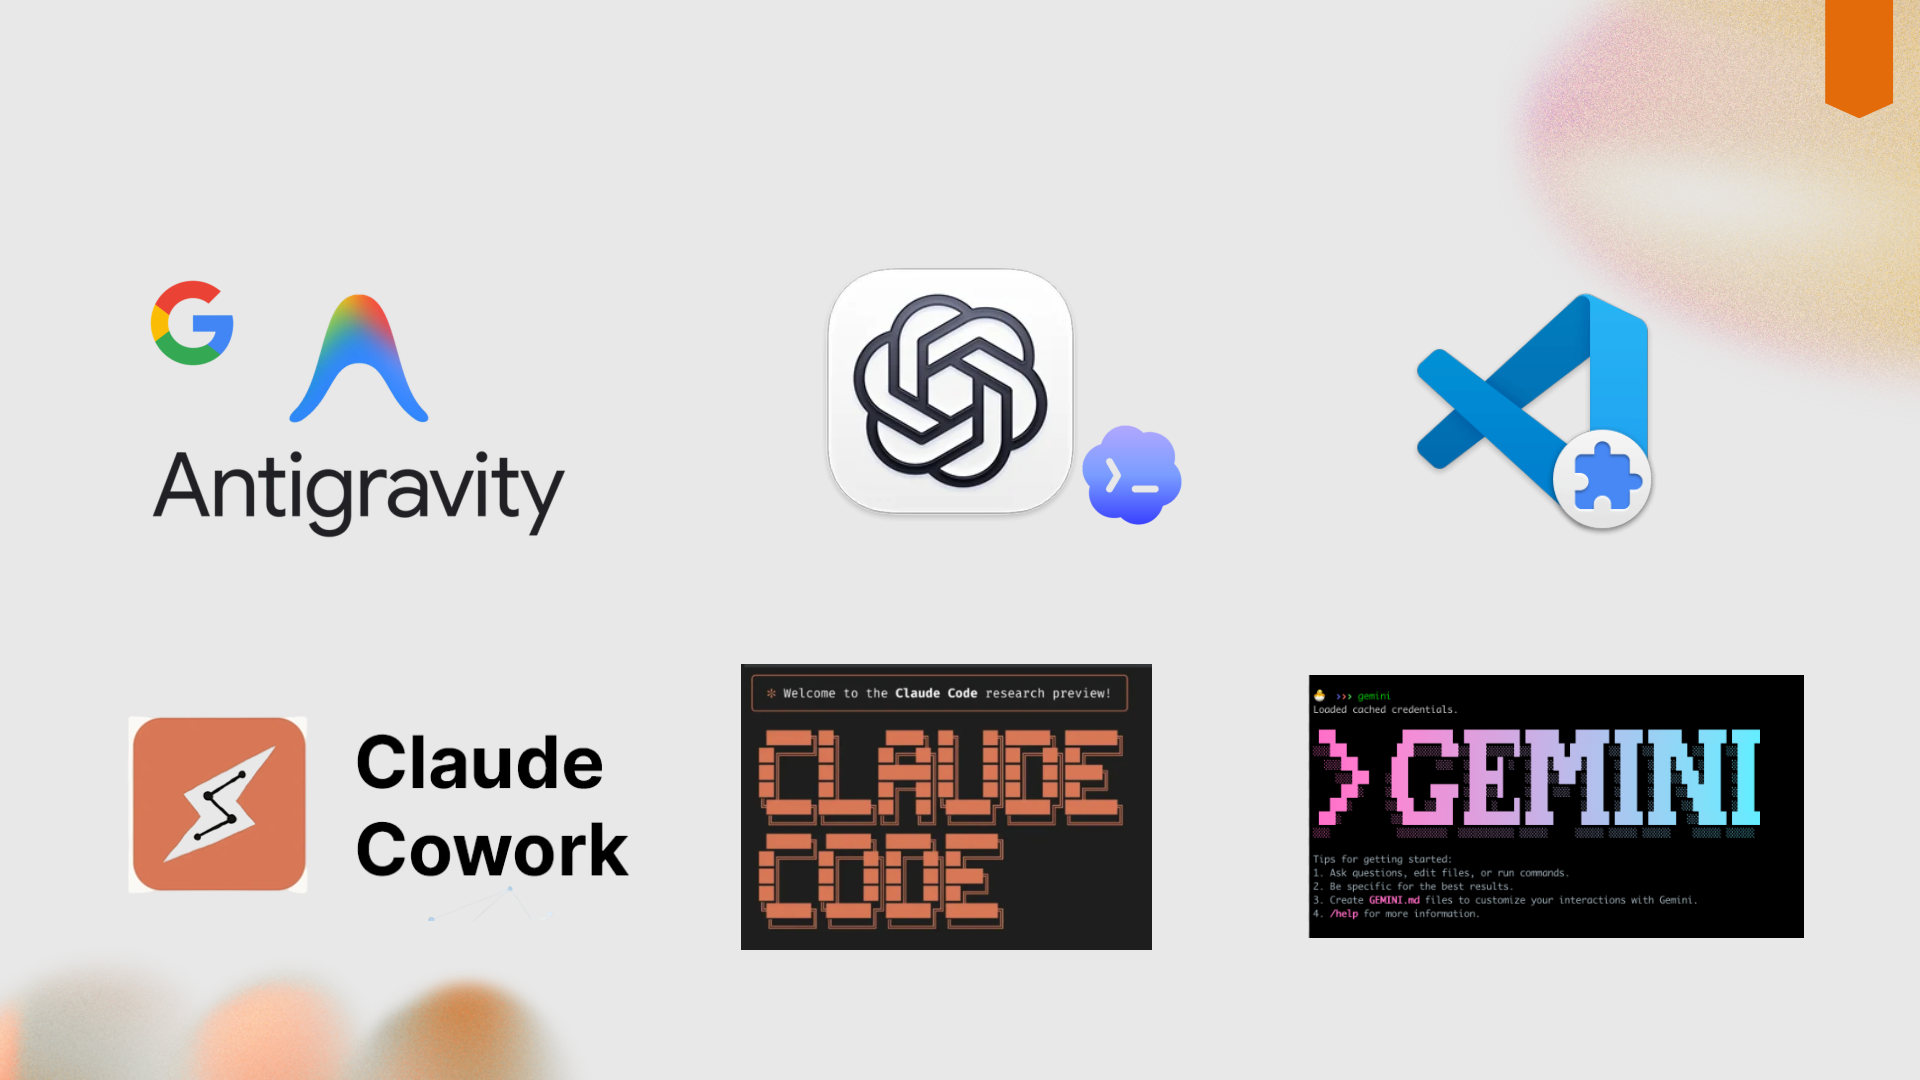 Antigravity
Claude
Cowork
✻ Welcome to the Claude Code research preview!
CLAUDE
CODE
>>> gemini
Loaded cached credentials.
> GEMINI
Tips for getting started:
1. Ask questions, edit files, or run commands.
2. Be specific for the best results.
3. Create GEMINI.md files to customize your interactions with Gemini.
4. /help for more information.